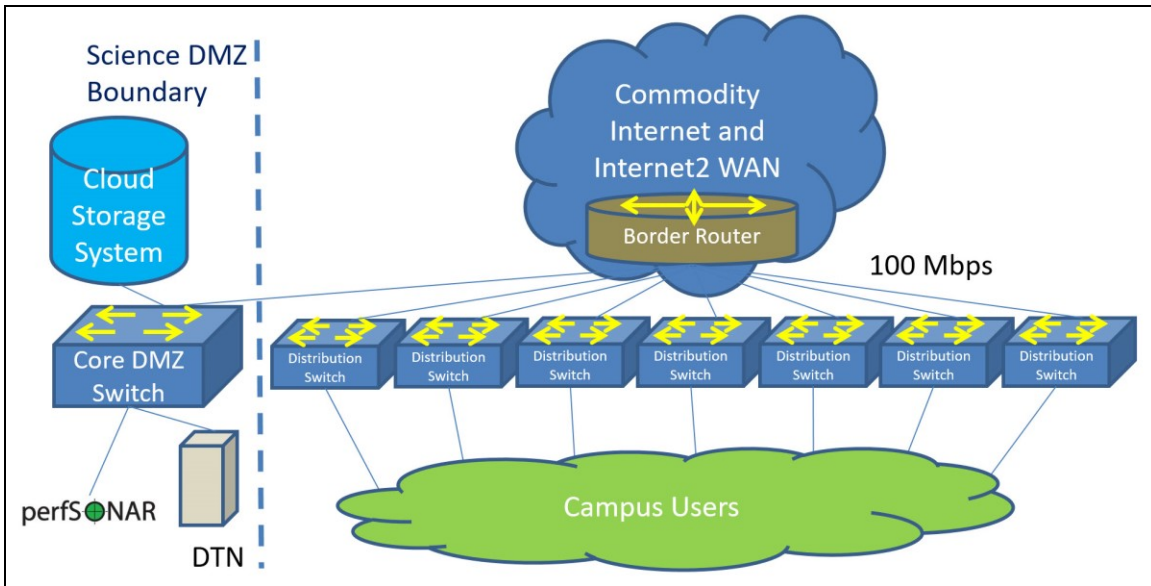 Science DMZ
Boundary
Cloud
Storage
System
Core DMZ
Switch
perfSONAR
DTN
Commodity
Internet and
Internet2 WAN
Border Router
100 Mbps
Distribution
Switch
Distribution
Switch
Distribution
Switch
Distribution
Switch
Distribution
Switch
Distribution
Switch
Distribution
Switch
Campus Users